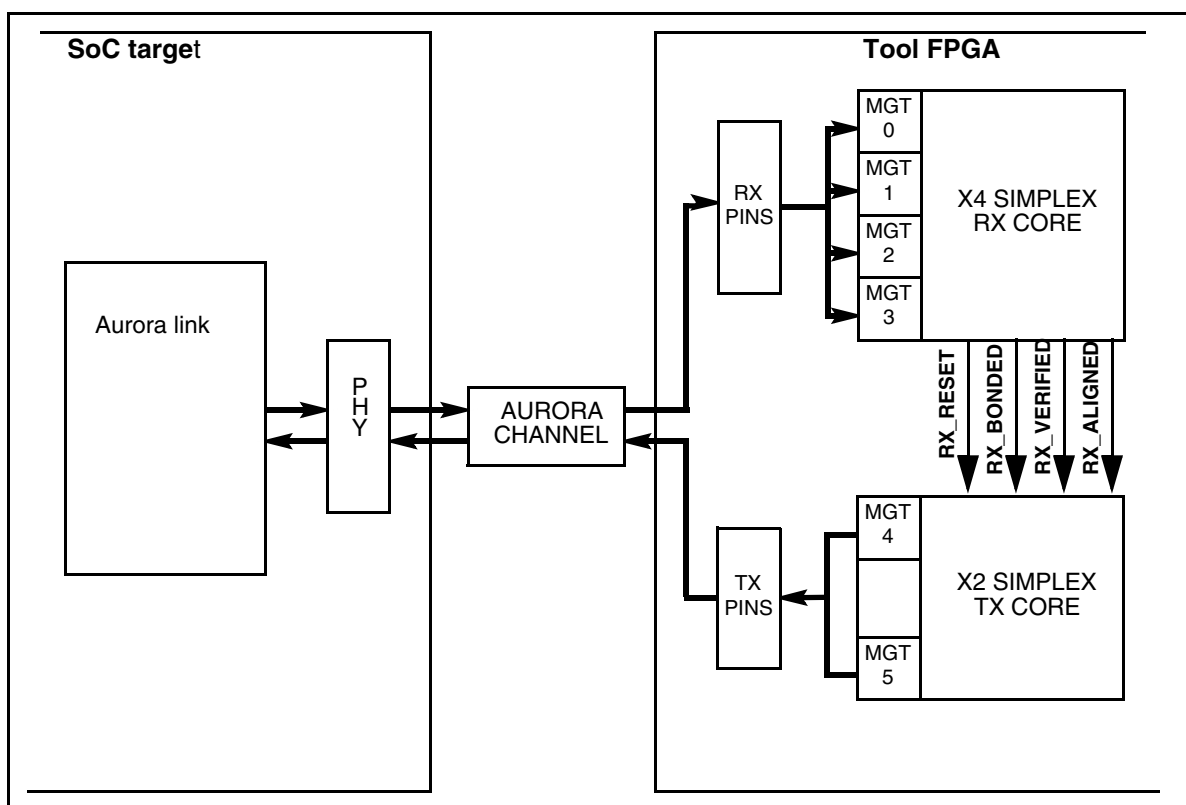 SoC target
Tool FPGA
MGT
0
MGT
1
MGT
2
MGT
3
X4 SIMPLEX
RX CORE
RX
PINS
Aurora link
P
H
Y
AURORA
CHANNEL
RX_RESET
RX_BONDED
RX_VERIFIED
RX_ALIGNED
MGT
4
MGT
5
X2 SIMPLEX
TX CORE
TX
PINS